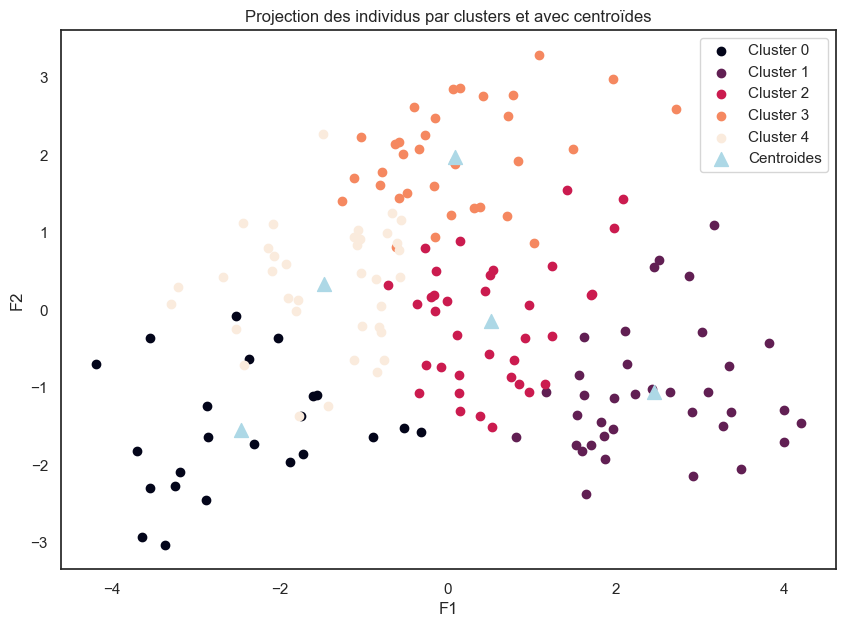 Projection des individus par clusters et avec centroïdes
Cluster 0
Cluster 1
Cluster 2
Cluster 3
Cluster 4
Centroides
3
2
1
0
−1
−2
−3
F2
−4
−2
0
2
4
F1